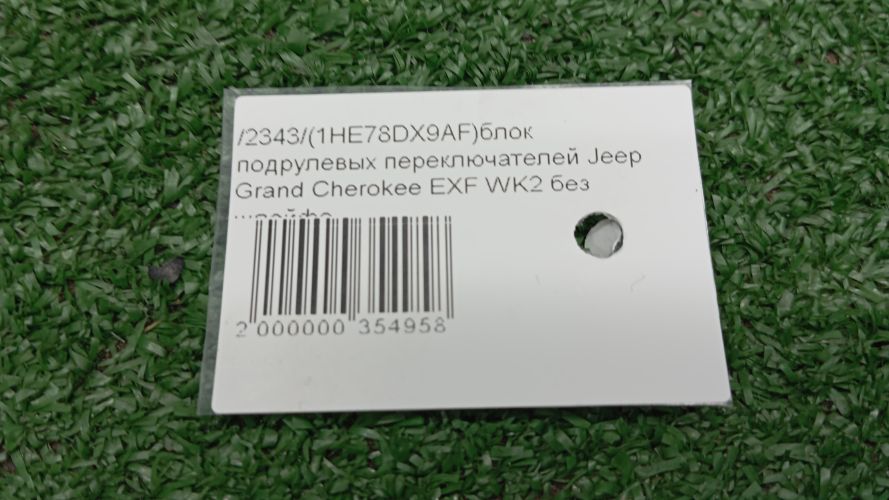 /2343/(1HE78DX9AF)блок
подрулевых переключателей Jeep
Grand Cherokee EXF WK2 без
2 000000 354958